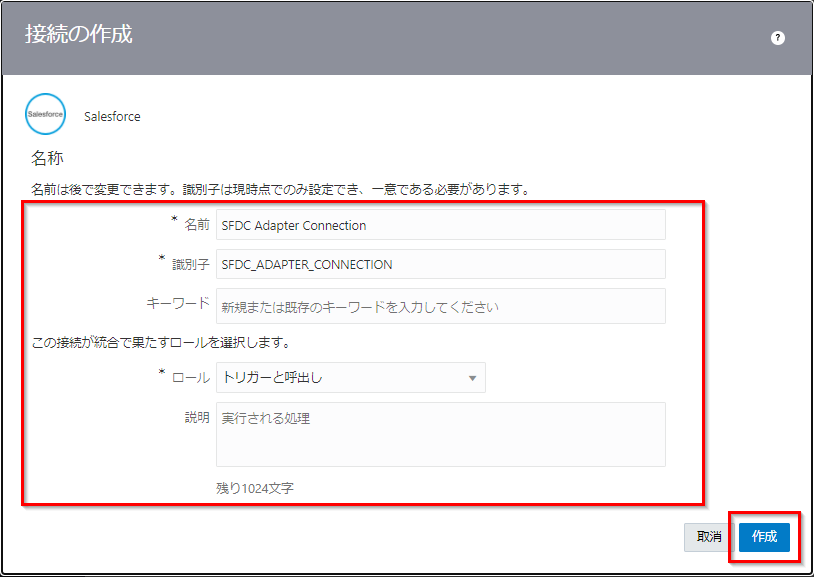 接続の作成
?
Salesforce
Salesforce
名称
名前は後で変更できます。識別子は現時点でのみ設定でき、一意である必要があります。
* 名前 SFDC Adapter Connection
* 識別子 SFDC_ADAPTER_CONNECTION
キーワード 新規または既存のキーワードを入力してください
この接続が統合で果たすロールを選択します。
* ロール トリガーと呼出し
説明 実行される処理
残り1024文字
取消 作成